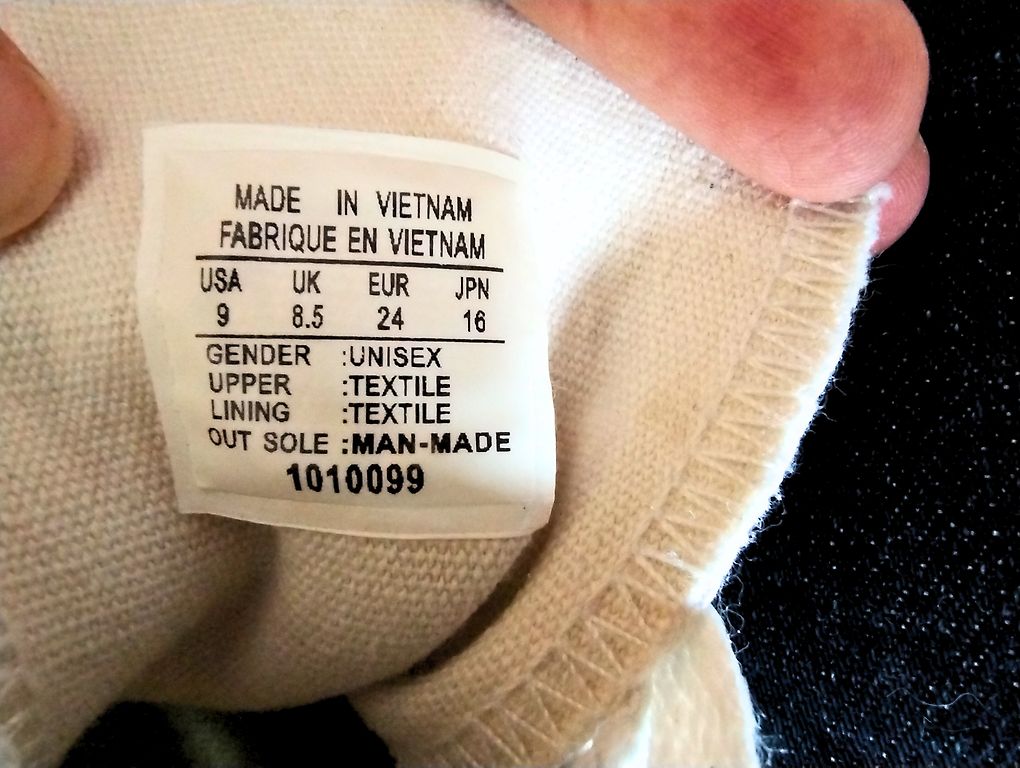 MADE IN VIETNAM
FABRIQUE EN VIETNAM
USA UK EUR JPN
9 8.5 24 16
GENDER :UNISEX
UPPER :TEXTILE
LINING :TEXTILE
OUT SOLE :MAN-MADE
1010099